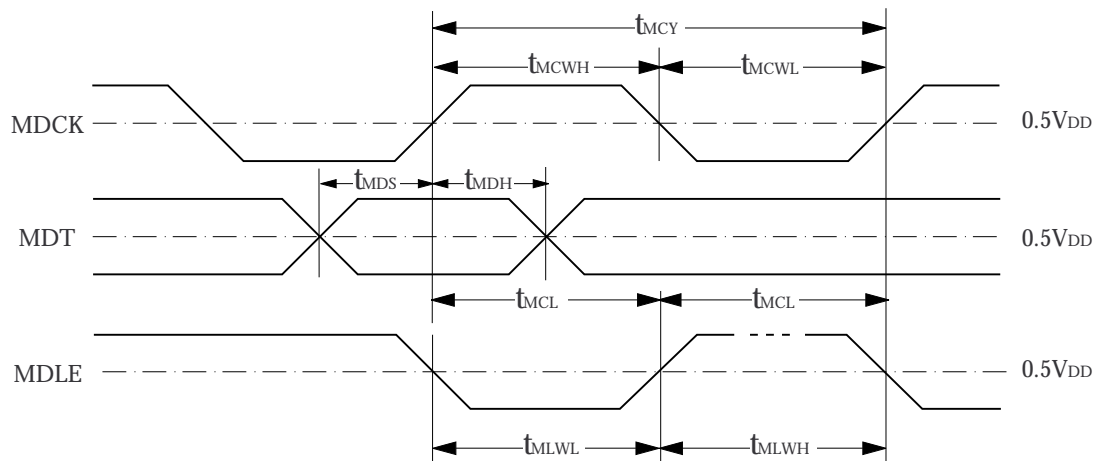 tMCY
tMCWH tMCWL
MDCK 0.5VDD
tMDS tMDH
MDT 0.5VDD
tMCL tMCL
MDLE 0.5VDD
tMLWL tMLWH